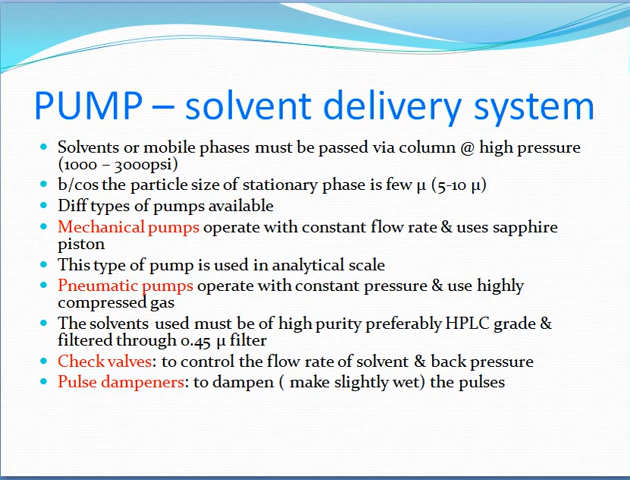 PUMP – solvent delivery system
• Solvents or mobile phases must be passed via column @ high pressure
(1000 – 3000psi)
• b/cos the particle size of stationary phase is few µ (5-10 µ)
• Diff types of pumps available
• Mechanical pumps operate with constant flow rate & uses sapphire
piston
• This type of pump is used in analytical scale
• Pneumatic pumps operate with constant pressure & use highly
compressed gas
• The solvents used must be of high purity preferably HPLC grade &
filtered through 0.45 µ filter
• Check valves: to control the flow rate of solvent & back pressure
• Pulse dampeners: to dampen ( make slightly wet) the pulses